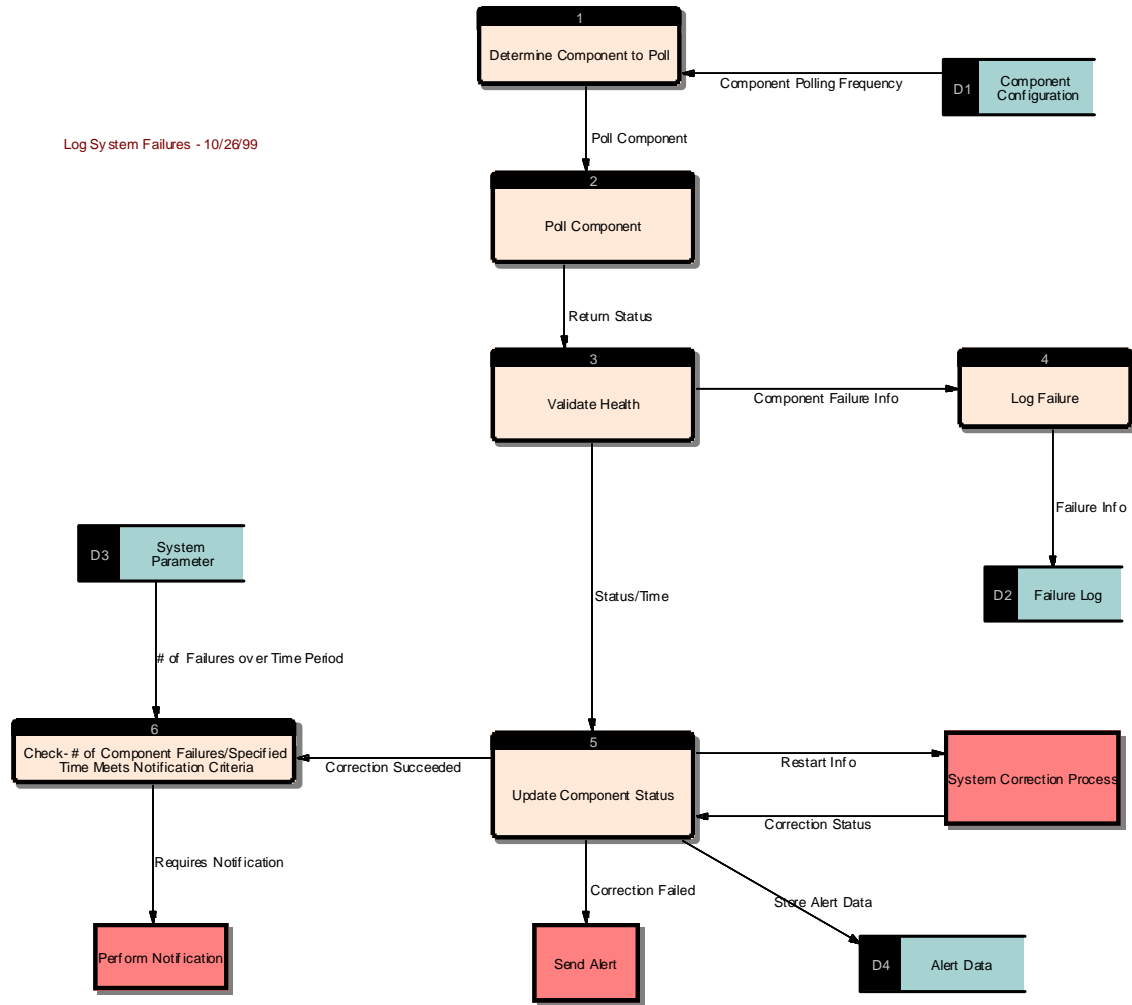 1
Determine Component to Poll
Component Polling Frequency
D1
Component
Configuration
Log System Failures - 10/26/99
Poll Component
2
Poll Component
Return Status
3
Validate Health
Component Failure Info
4
Log Failure
Failure Info
D3
System
Parameter
D2
Failure Log
Status/Time
# of Failures over Time Period
6
Check- # of Component Failures/Specified
Time Meets Notification Criteria
Correction Succeeded
5
Update Component Status
Restart Info
System Correction Process
Correction Status
Requires Notification
Correction Failed
Store Alert Data
Perform Notification
Send Alert
D4
Alert Data